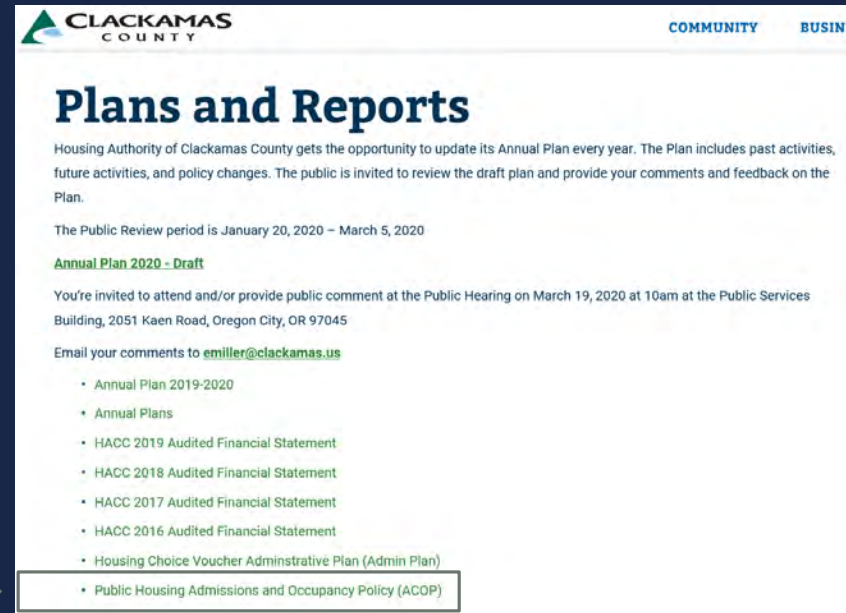 CLACKAMAS
COUNTY
COMMUNITY BUSIN
Plans and Reports
Housing Authority of Clackamas County gets the opportunity to update its Annual Plan every year. The Plan includes past activities,
future activities, and policy changes. The public is invited to review the draft plan and provide your comments and feedback on the
Plan.
The Public Review period is January 20, 2020 – March 5, 2020
Annual Plan 2020 - Draft
You're invited to attend and/or provide public comment at the Public Hearing on March 19, 2020 at 10am at the Public Services
Building, 2051 Kaen Road, Oregon City, OR 97045
Email your comments to emiller@clackamas.us
• Annual Plan 2019-2020
• Annual Plans
• HACC 2019 Audited Financial Statement
• HACC 2018 Audited Financial Statement
• HACC 2017 Audited Financial Statement
• HACC 2016 Audited Financial Statement
• Housing Choice Voucher Adminstrative Plan (Admin Plan)
• Public Housing Admissions and Occupancy Policy (ACOP)